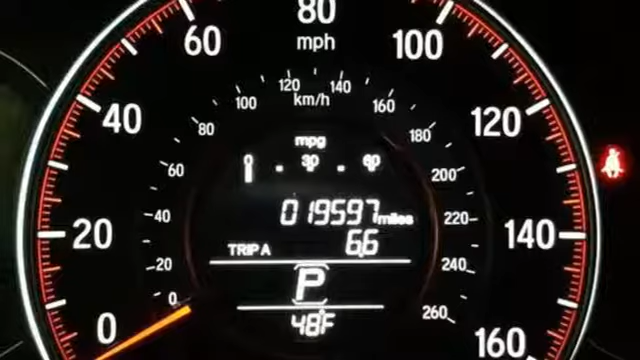 80
60 mph 100
120 140
100 km/h 160
40 80 180 120
mpg
0 30 60
60 200
019597 miles
40 220
20 TRIP A 6.6 140
20 240
P
0 260
0 48°F 160